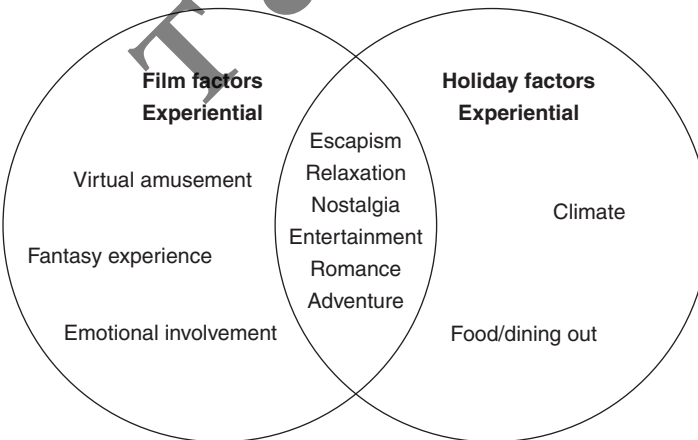 Film factors
Experiential
Virtual amusement
Fantasy experience
Emotional involvement
Escapism
Relaxation
Nostalgia
Entertainment
Romance
Adventure
Holiday factors
Experiential
Climate
Food/dining out